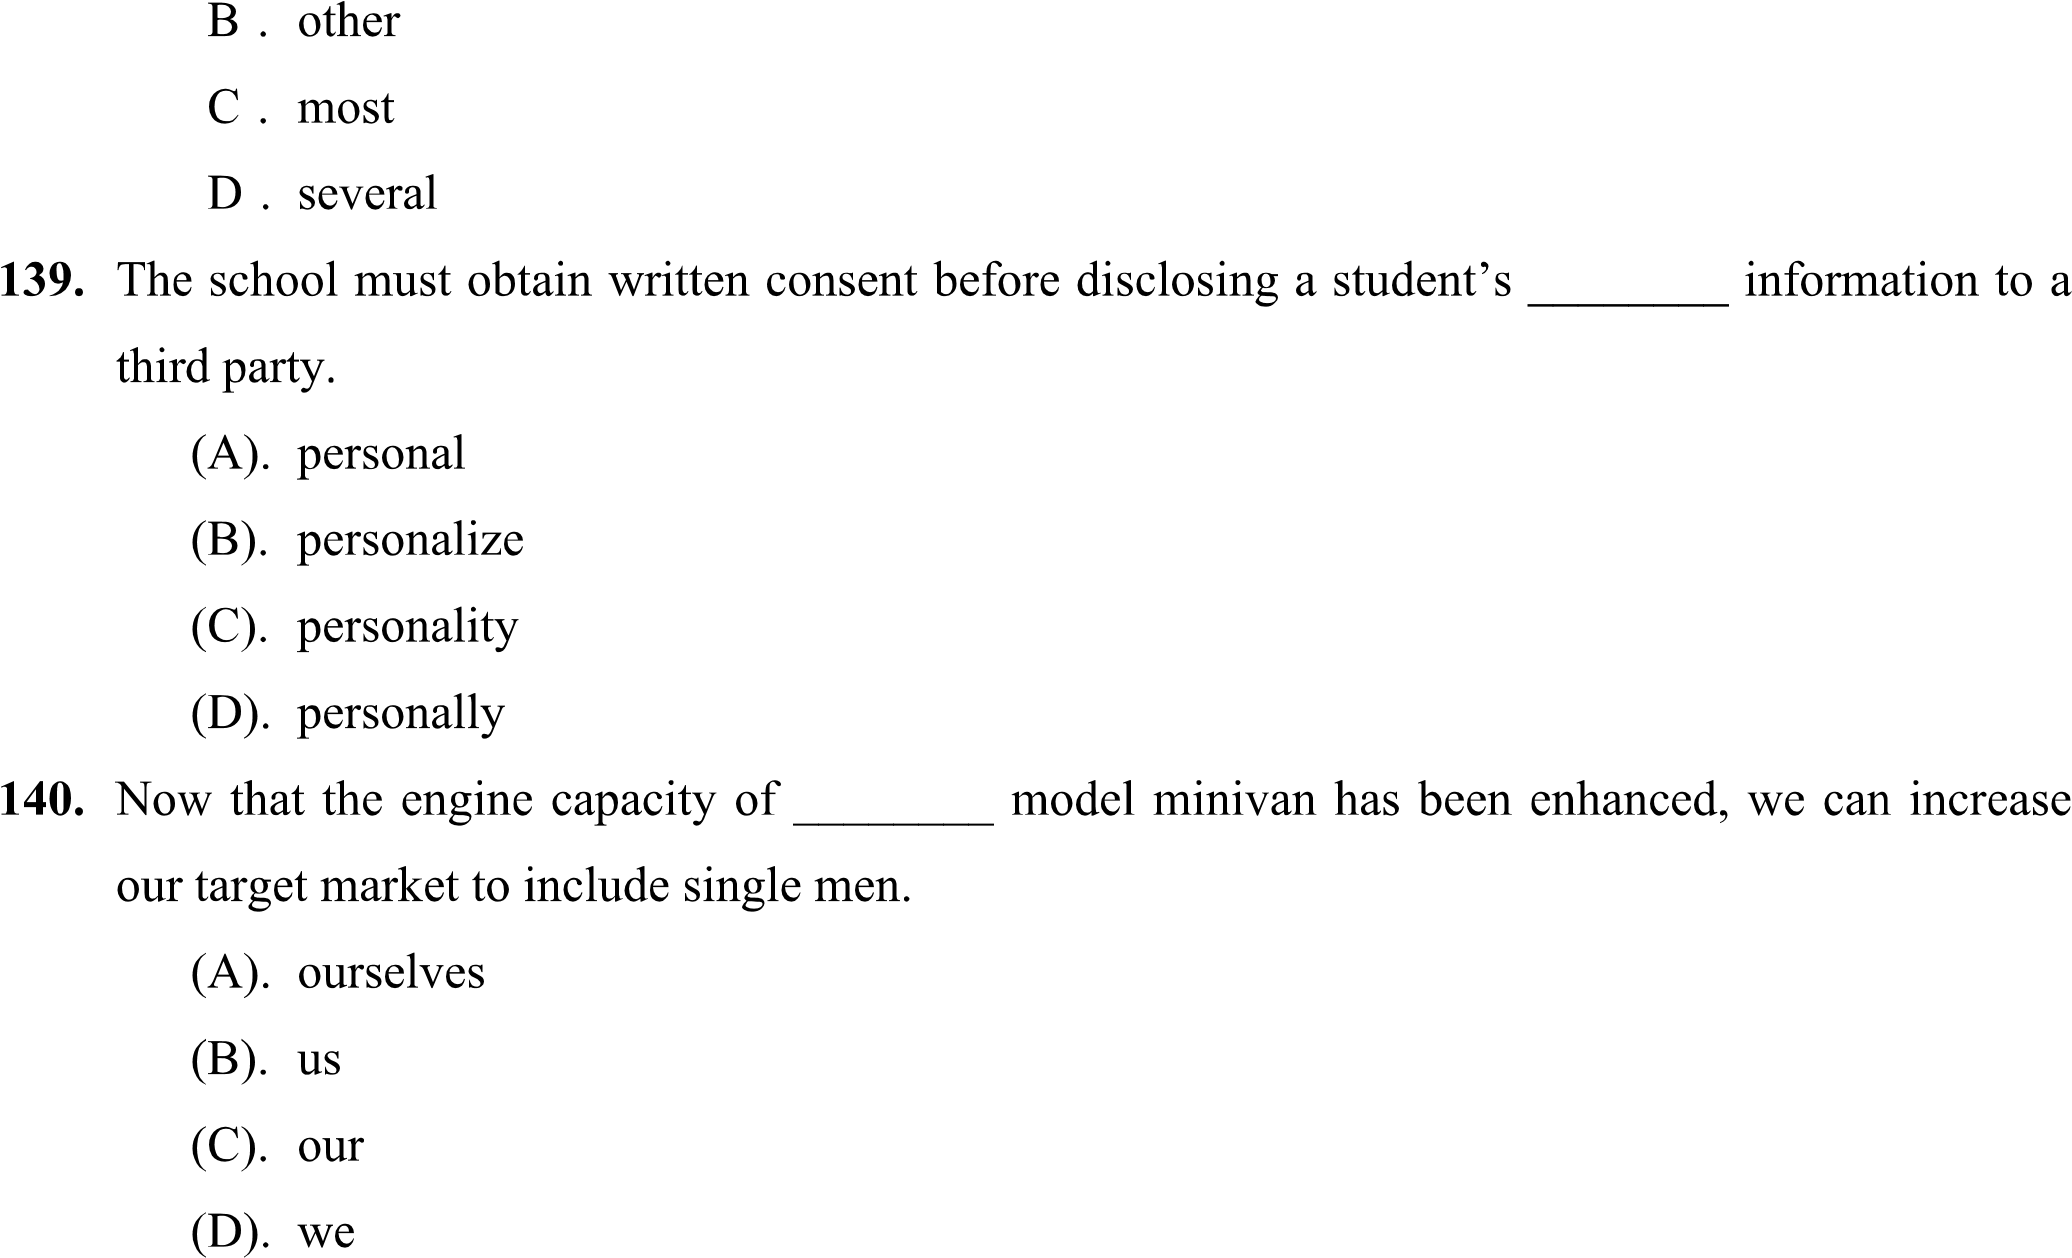 B . other
C . most
D . several
139. The school must obtain written consent before disclosing a student’s ________ information to a
third party.
(A). personal
(B). personalize
(C). personality
(D). personally
140. Now that the engine capacity of ________ model minivan has been enhanced, we can increase
our target market to include single men.
(A). ourselves
(B). us
(C). our
(D). we